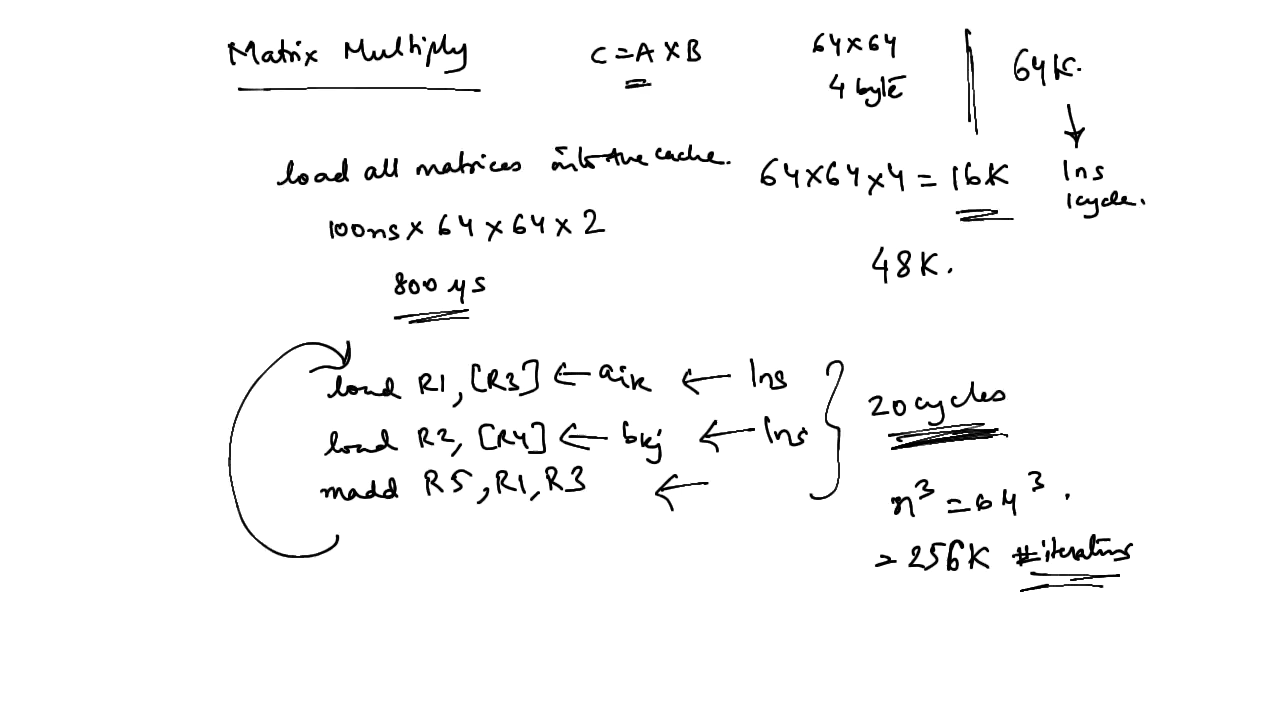 Matrix Multiply
C = A × B
64×64
4 byte
64K.
1ns
1cycle.
load all matrices into the cache.
64×64×4 = 16K
100ns × 64 × 64 × 2
48K.
800 µs
load R1, [R3] ← aik ← 1ns
load R2, [R4] ← bkj ← 1ns
madd R5, R1, R3 ←
20 cycles
n³ = 64³.
= 256K #iterations